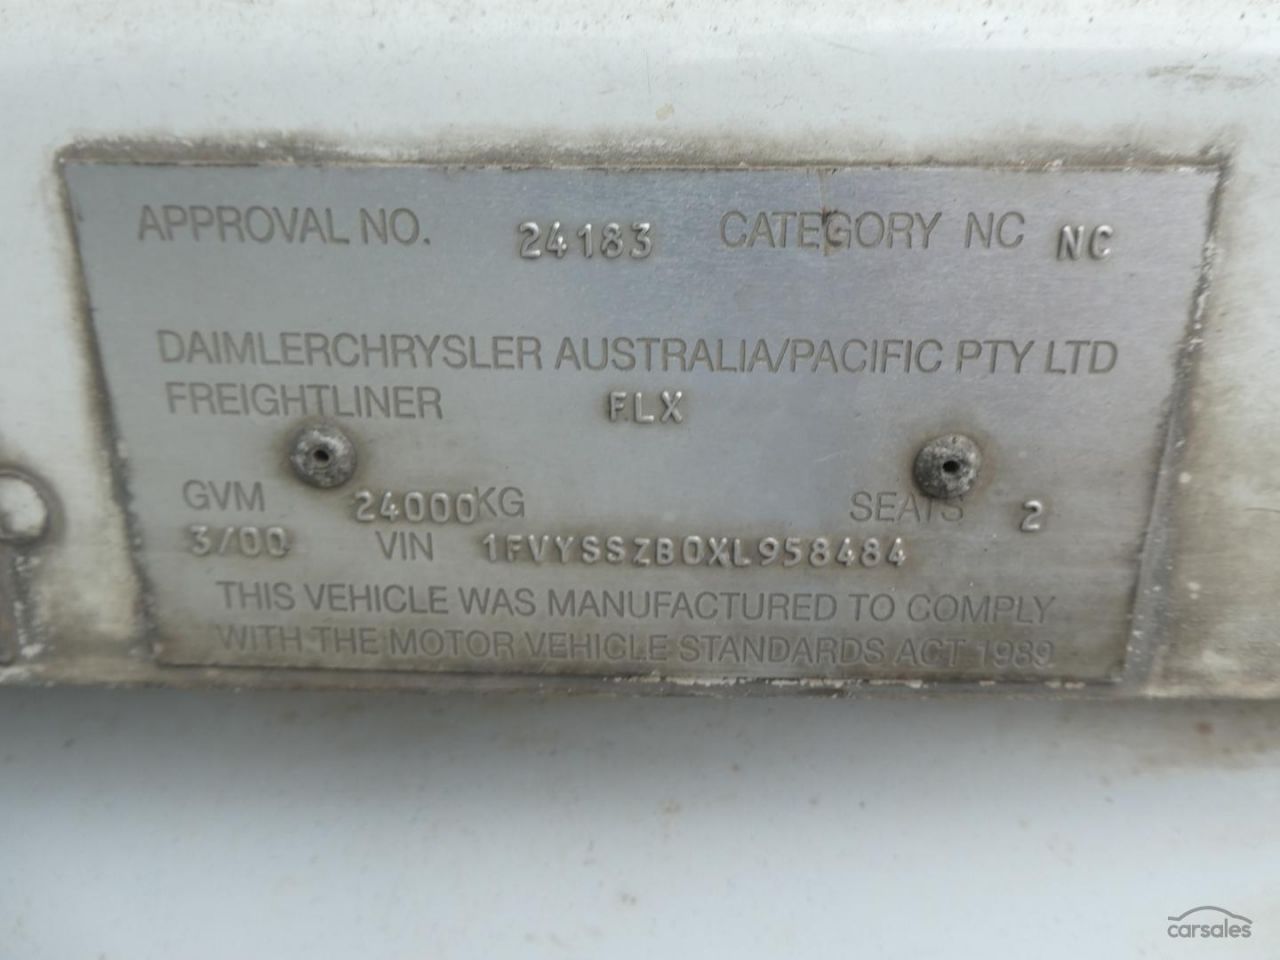 APPROVAL NO. 24183 CATEGORY NC NC
DAIMLERCHRYSLER AUSTRALIA/PACIFIC PTY LTD
FREIGHTLINER FLX
GVM 24000KG SEATS 2
3/00 VIN 1FVYSSZB0XL958484
THIS VEHICLE WAS MANUFACTURED TO COMPLY
WITH THE MOTOR VEHICLE STANDARDS ACT 1989
carsales